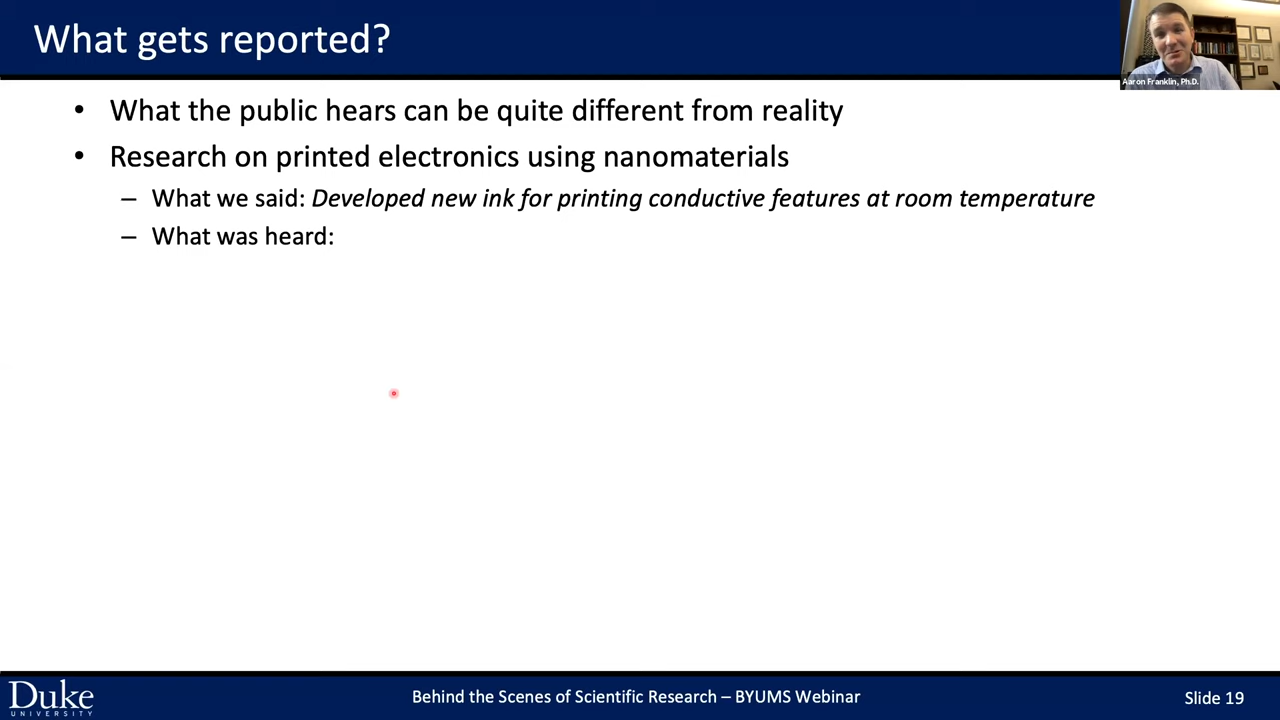 What gets reported?
Aaron Franklin, Ph.D.
• What the public hears can be quite different from reality
• Research on printed electronics using nanomaterials
– What we said: Developed new ink for printing conductive features at room temperature
– What was heard:
Duke
UNIVERSITY
Behind the Scenes of Scientific Research – BYUMS Webinar
Slide 19